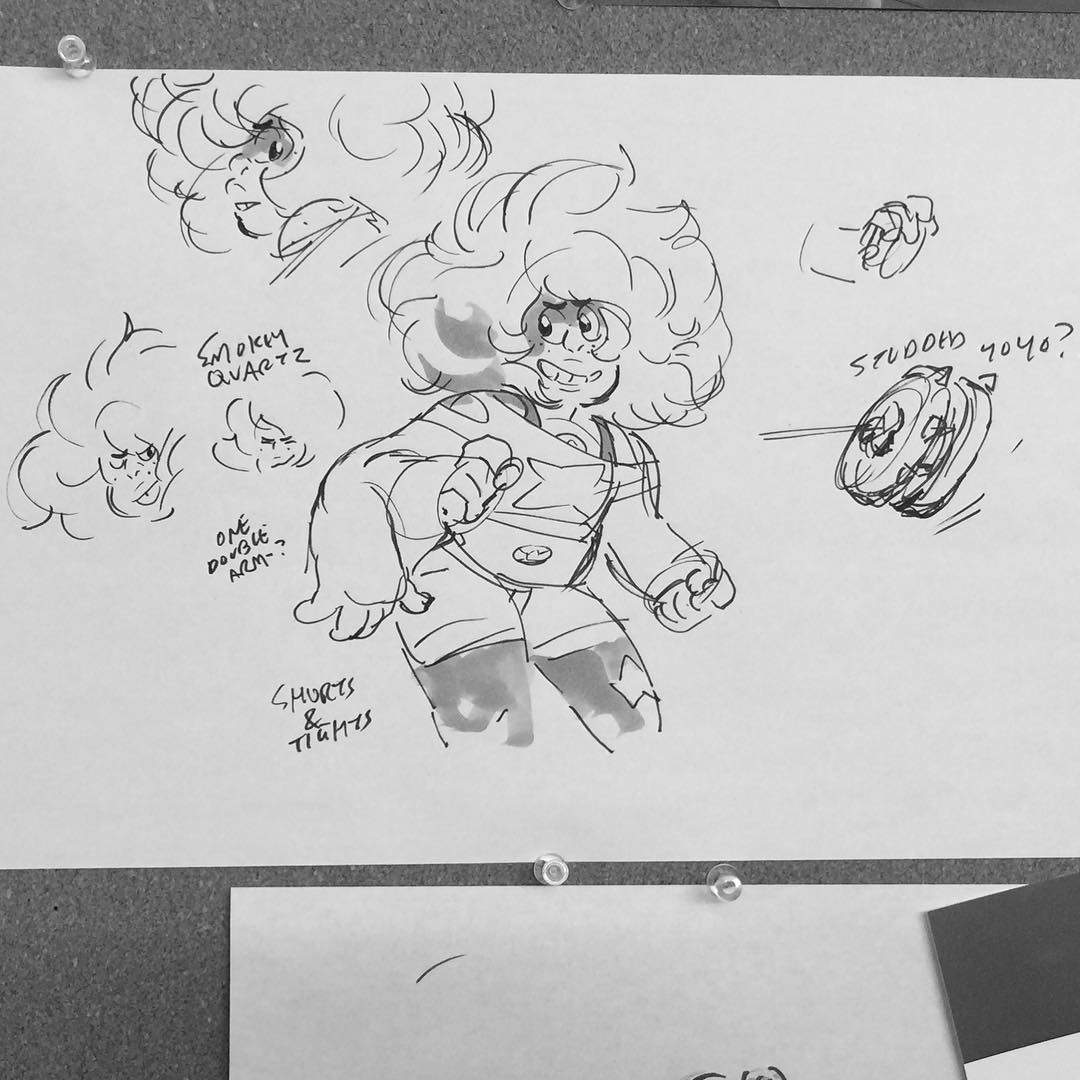 SMOKEY
QUARTZ
STUDDED YOYO?
ONE
DOUBLE
ARM-?
SHORTS
&
TIGHTS